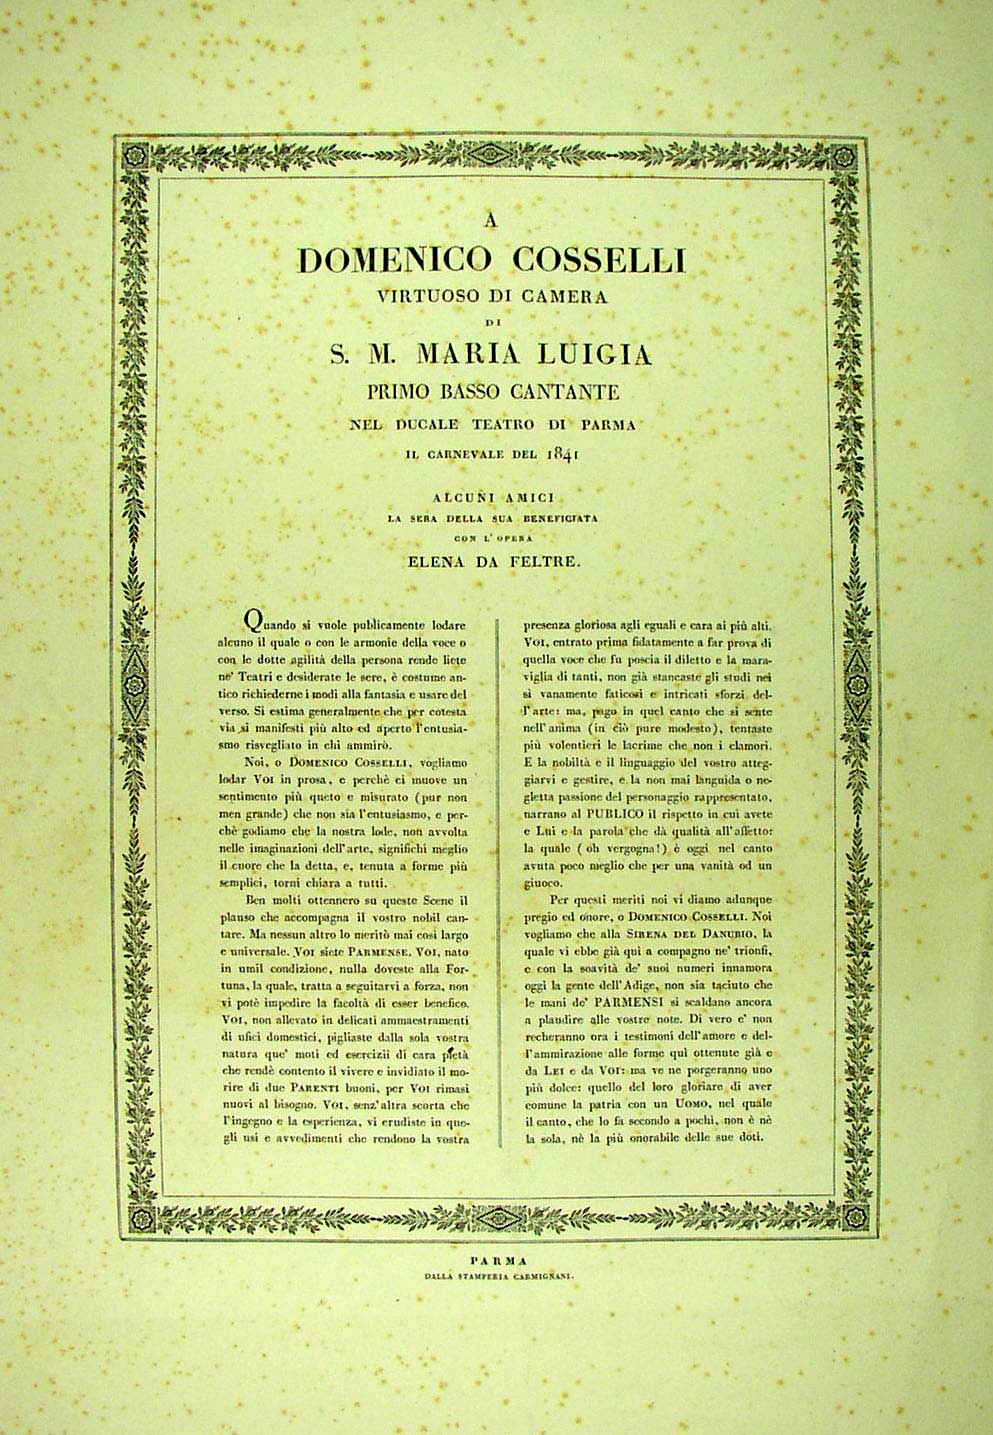 A
DOMENICO COSSELLI
VIRTUOSO DI CAMERA
DI
S. M. MARIA LUIGIA
PRIMO BASSO CANTANTE
NEL DUCALE TEATRO DI PARMA
IL CARNEVALE DEL 1841
ALCUNI AMICI
LA SERA DELLA SUA BENEFICIATA
CON L'OPERA
ELENA DA FELTRE.
Quando si vuole publicamente lodare
alcuno il quale o con le armonie della voce o
con le dotte agilità della persona rende liete
ne' Teatri e desiderate le sere, è costume an-
tico richiederne i modi alla fantasia e usare del
verso. Si estima generalmente che per cotesta
via si manifesti più alto ed aperto l'entusia-
smo risvegliato in chi ammirò.
Noi, o DOMENICO COSSELLI, vogliamo
lodar VOI in prosa, e perchè ci muove un
sentimento più queto e misurato (pur non
men grande) che non sia l'entusiasmo, e per-
chè godiamo che la nostra lode, non avvolta
nelle imaginazioni dell'arte, significhi meglio
il cuore che la detta, e, tenuta a forme più
semplici, torni chiara a tutti.
Ben molti ottennero su queste Scene il
plauso che accompagna il vostro nobil can-
tare. Ma nessun altro lo meritò mai così largo
e universale. VOI siete PARMENSE. VOI, nato
in umil condizione, nulla doveste alla For-
tuna, la quale, tratta a seguitarvi a forza, non
vi potè impedire la facoltà di esser benefico.
VOI, non allevato in delicati ammaestramenti
di ufici domestici, pigliaste dalla sola vostra
natura que' moti ed esercizii di cara pietà
che rendè contento il vivere e invidiato il mo-
rire di due PARENTI buoni, per VOI rimasi
nuovi al bisogno. VOI, senz'altra scorta che
l'ingegno e la esperienza, vi erudiste in que-
gli usi e avvedimenti che rendono la vostra
presenza gloriosa agli eguali e cara ai più alti.
VOI, entrato prima fidatamente a far prova di
quella voce che fu poscia il diletto e la mara-
viglia di tanti, non già stancaste gli studi nei
sì vanamente faticosi e intricati sforzi del-
l'arte: ma, pago in quel canto che si sente
nell'anima (in ciò pure modesto), tentaste
più volentieri le lacrime che non i clamori.
E la nobiltà e il linguaggio del vostro atteg-
giarvi e gestire, e la non mai languida o ne-
gletta passione del personaggio rappresentato,
narrano al PUBLICO il rispetto in cui avete
e LUI e la parola che dà qualità all'affetto:
la quale (oh vergogna!) è oggi nel canto
avuta poco meglio che per una vanità od un
giuoco.
Per questi meriti noi vi diamo adunque
pregio ed onore, o DOMENICO COSSELLI. Noi
vogliamo che alla SIRENA DEL DANUBIO, la
quale vi ebbe già qui a compagno ne' trionfi,
e con la soavità de' suoi numeri innamora
oggi la gente dell'Adige, non sia taciuto che
le mani de' PARMENSI si scaldano ancora
a plaudire alle vostre note. Di vero e' non
recheranno ora i testimoni dell'amore e del-
l'ammirazione alle forme quì ottenute già e
da LEI e da VOI: ma ve ne porgeranno uno
più dolce: quello del loro gloriare di aver
comune la patria con un UOMO, nel quale
il canto, che lo fa secondo a pochi, non è nè
la sola, nè la più onorabile delle sue doti.
PARMA
DALLA STAMPERIA CARMIGNANI.